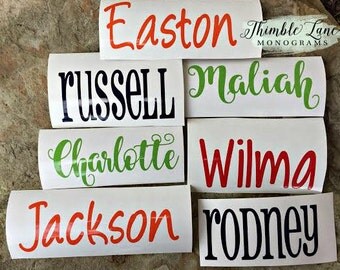 Easton
Thimble Lane
MONOGRAMS
russell
Maliah
Charlotte
Wilma
Jackson
rodney